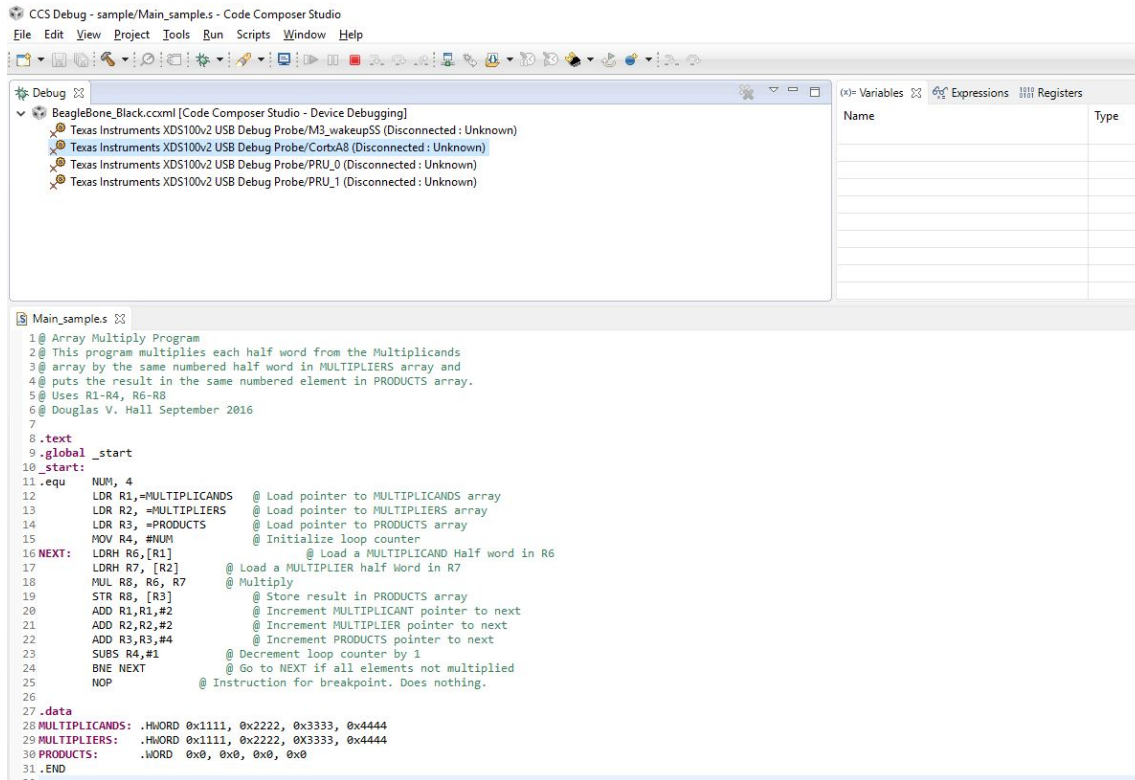 CCS Debug - sample/Main_sample.s - Code Composer Studio
File Edit View Project Tools Run Scripts Window Help
Debug
BeagleBone_Black.ccxml [Code Composer Studio - Device Debugging]
Texas Instruments XDS100v2 USB Debug Probe/M3_wakeupSS (Disconnected : Unknown)
Texas Instruments XDS100v2 USB Debug Probe/CortxA8 (Disconnected : Unknown)
Texas Instruments XDS100v2 USB Debug Probe/PRU_0 (Disconnected : Unknown)
Texas Instruments XDS100v2 USB Debug Probe/PRU_1 (Disconnected : Unknown)
(x)= Variables Expressions Registers
Name Type
Main_sample.s
1 @ Array Multiply Program
2 @ This program multiplies each half word from the Multiplicands
3 @ array by the same numbered half word in MULTIPLIERS array and
4 @ puts the result in the same numbered element in PRODUCTS array.
5 @ Uses R1-R4, R6-R8
6 @ Douglas V. Hall September 2016
7
8 .text
9 .global _start
10 _start:
11 .equ NUM, 4
12 LDR R1,=MULTIPLICANDS @ Load pointer to MULTIPLICANDS array
13 LDR R2, =MULTIPLIERS @ Load pointer to MULTIPLIERS array
14 LDR R3, =PRODUCTS @ Load pointer to PRODUCTS array
15 MOV R4, #NUM @ Initialize loop counter
16 NEXT: LDRH R6,[R1] @ Load a MULTIPLICAND Half word in R6
17 LDRH R7, [R2] @ Load a MULTIPLIER half Word in R7
18 MUL R8, R6, R7 @ Multiply
19 STR R8, [R3] @ Store result in PRODUCTS array
20 ADD R1,R1,#2 @ Increment MULTIPLICANT pointer to next
21 ADD R2,R2,#2 @ Increment MULTIPLIER pointer to next
22 ADD R3,R3,#4 @ Increment PRODUCTS pointer to next
23 SUBS R4,#1 @ Decrement loop counter by 1
24 BNE NEXT @ Go to NEXT if all elements not multiplied
25 NOP @ Instruction for breakpoint. Does nothing.
26
27 .data
28 MULTIPLICANDS: .HWORD 0x1111, 0x2222, 0x3333, 0x4444
29 MULTIPLIERS: .HWORD 0x1111, 0x2222, 0X3333, 0x4444
30 PRODUCTS: .WORD 0x0, 0x0, 0x0, 0x0
31 .END